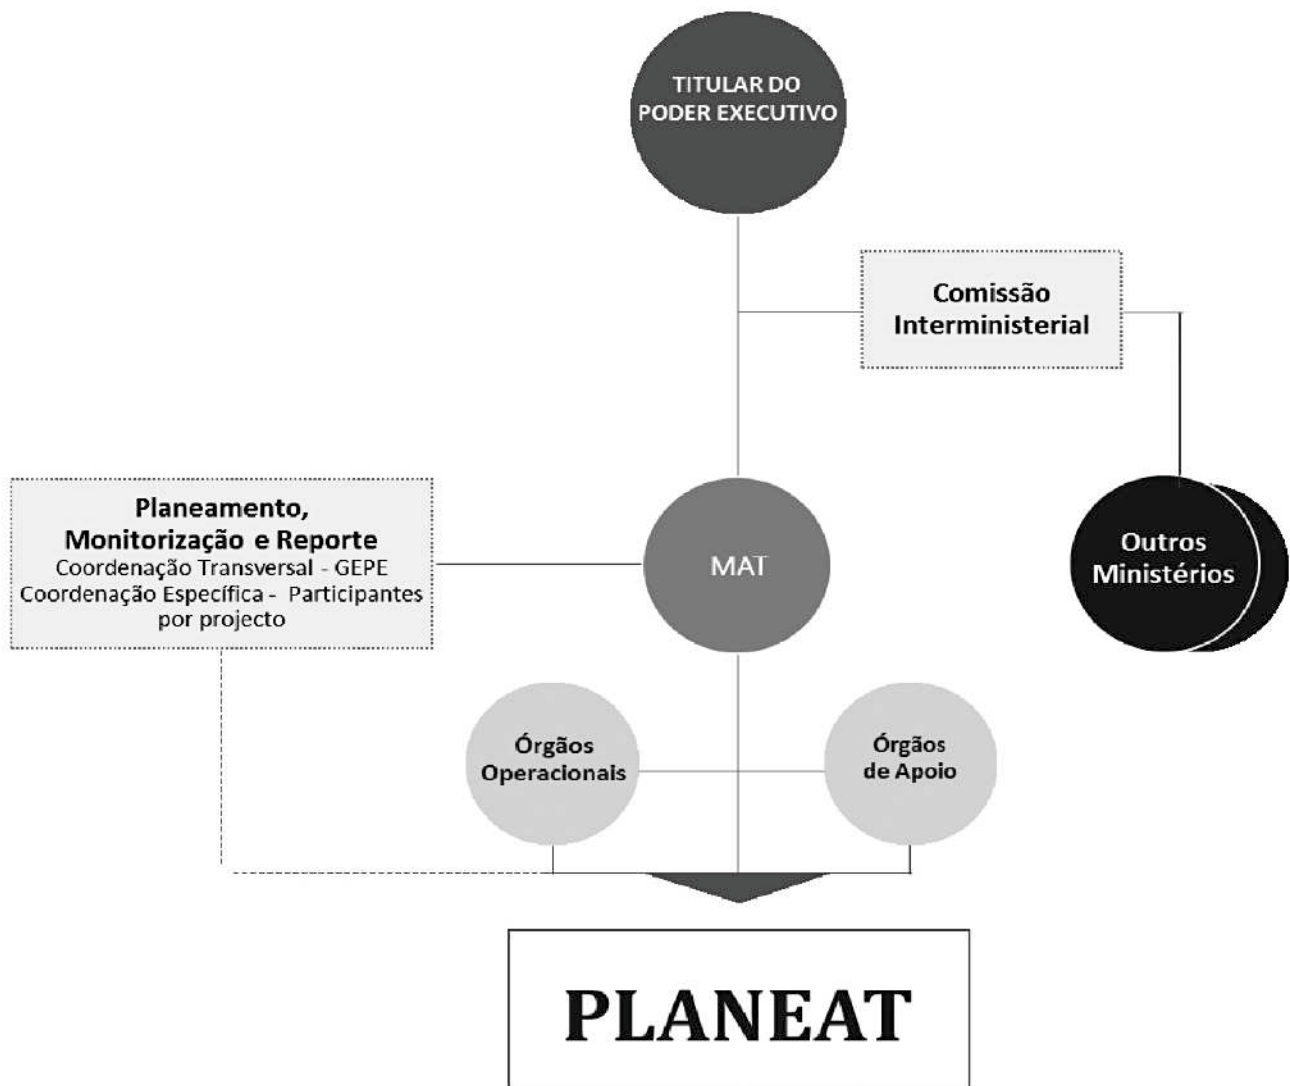 TITULAR DO
PODER EXECUTIVO
Comissão
Interministerial
Planeamento,
Monitorização e Reporte
Coordenação Transversal - GEPE
Coordenação Específica - Participantes
por projecto
MAT
Outros
Ministérios
Órgãos
Operacionais
Órgãos
de Apoio
PLANEAT